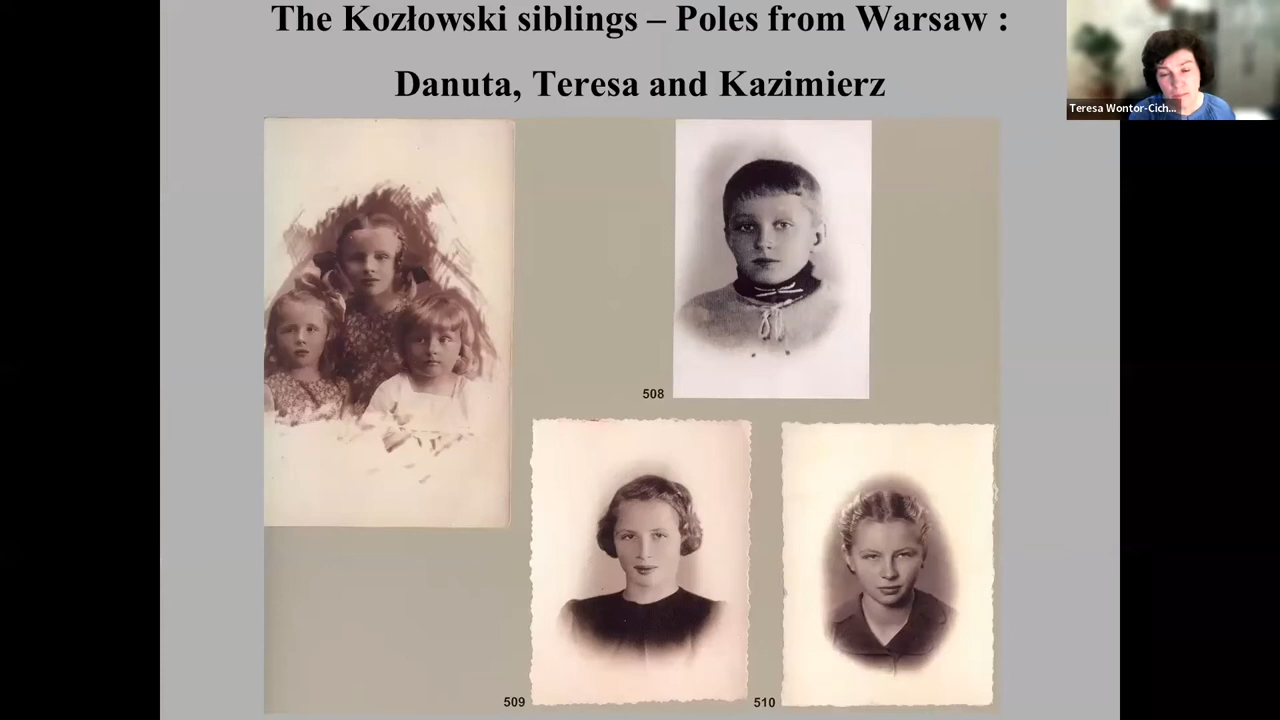 The Kozłowski siblings – Poles from Warsaw :
Danuta, Teresa and Kazimierz
Teresa Wontor-Cich...
508
509
510